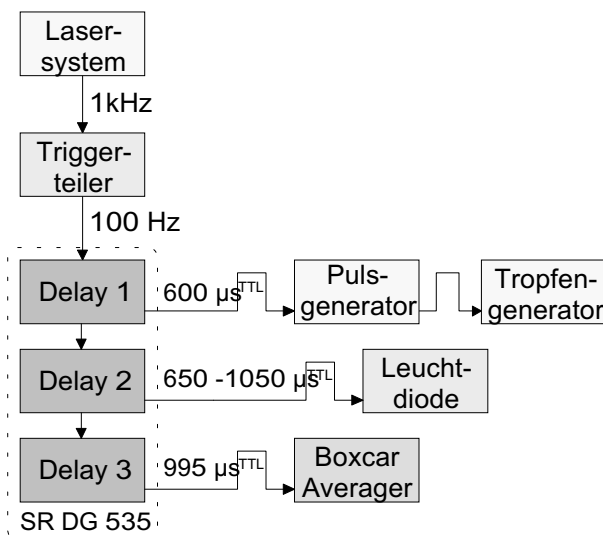 Laser-
system
1kHz
Trigger-
teiler
100 Hz
Delay 1
600 µs
TTL
Puls-
generator
Tropfen-
generator
Delay 2
650 -1050 µs
TTL
Leucht-
diode
Delay 3
995 µs
TTL
Boxcar
Averager
SR DG 535